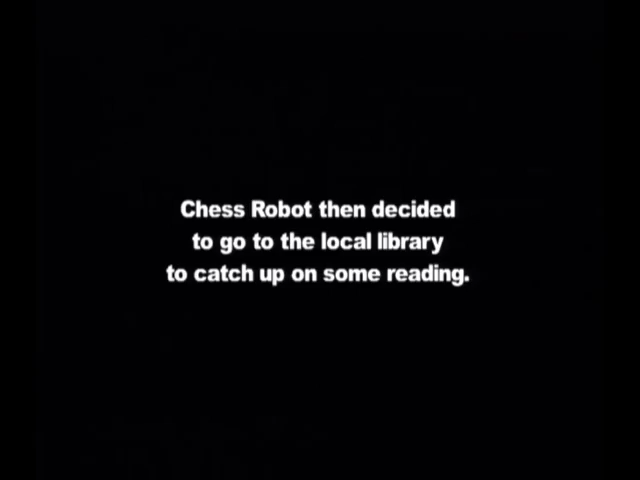 Chess Robot then decided
to go to the local library
to catch up on some reading.